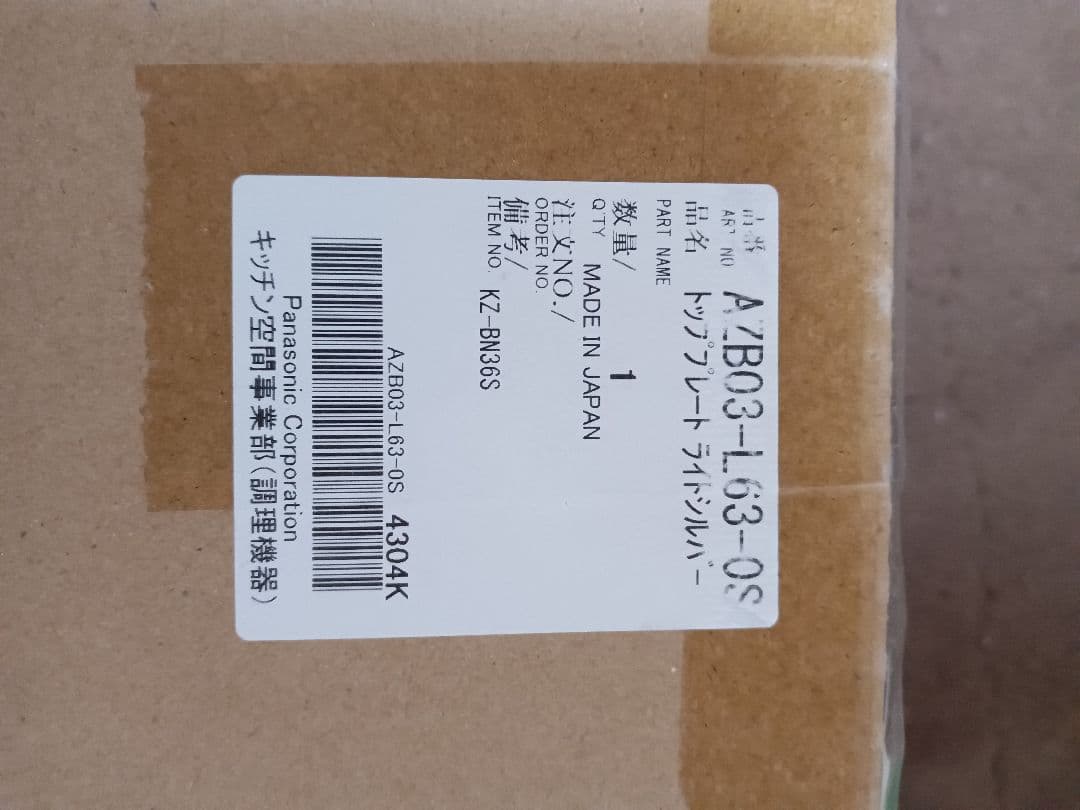 品番 AZB03-L63-0S
PART NO
品名 トッププレート ライトシルバー
PART NAME
数量/ 1
Q'TY MADE IN JAPAN
注文NO./
ORDER NO.
備考/
ITEM NO. KZ-BN36S
AZB03-L63-0S 4304K
Panasonic Corporation
キッチン空間事業部(調理機器)